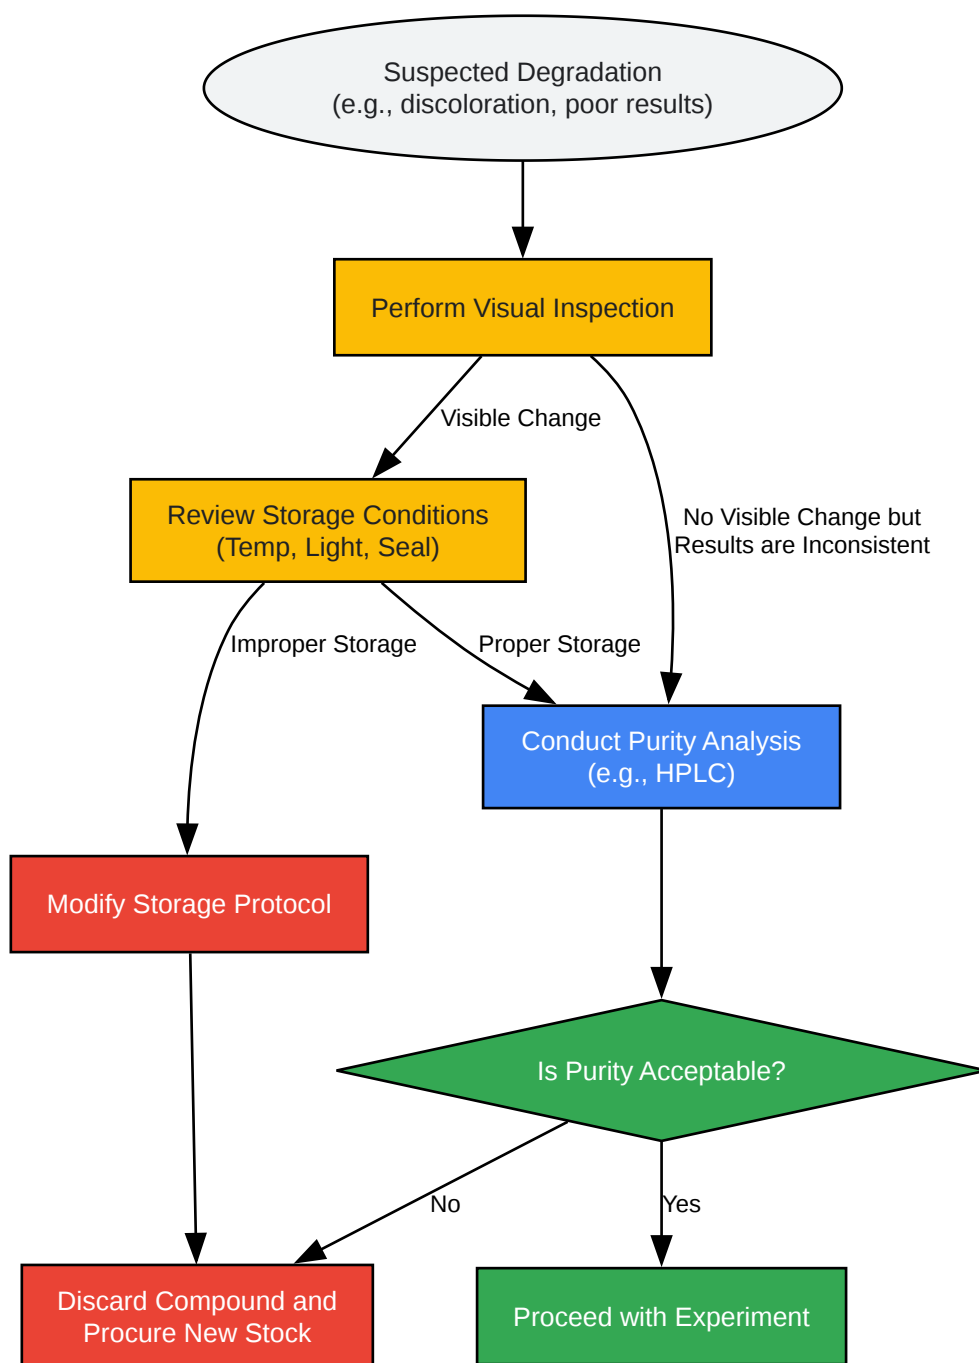 Suspected Degradation
(e.g., discoloration, poor results)
Perform Visual Inspection
Visible Change
Review Storage Conditions
(Temp, Light, Seal)
No Visible Change but
Results are Inconsistent
Improper Storage
Proper Storage
Conduct Purity Analysis
(e.g., HPLC)
Modify Storage Protocol
Is Purity Acceptable?
No
Yes
Discard Compound and
Procure New Stock
Proceed with Experiment